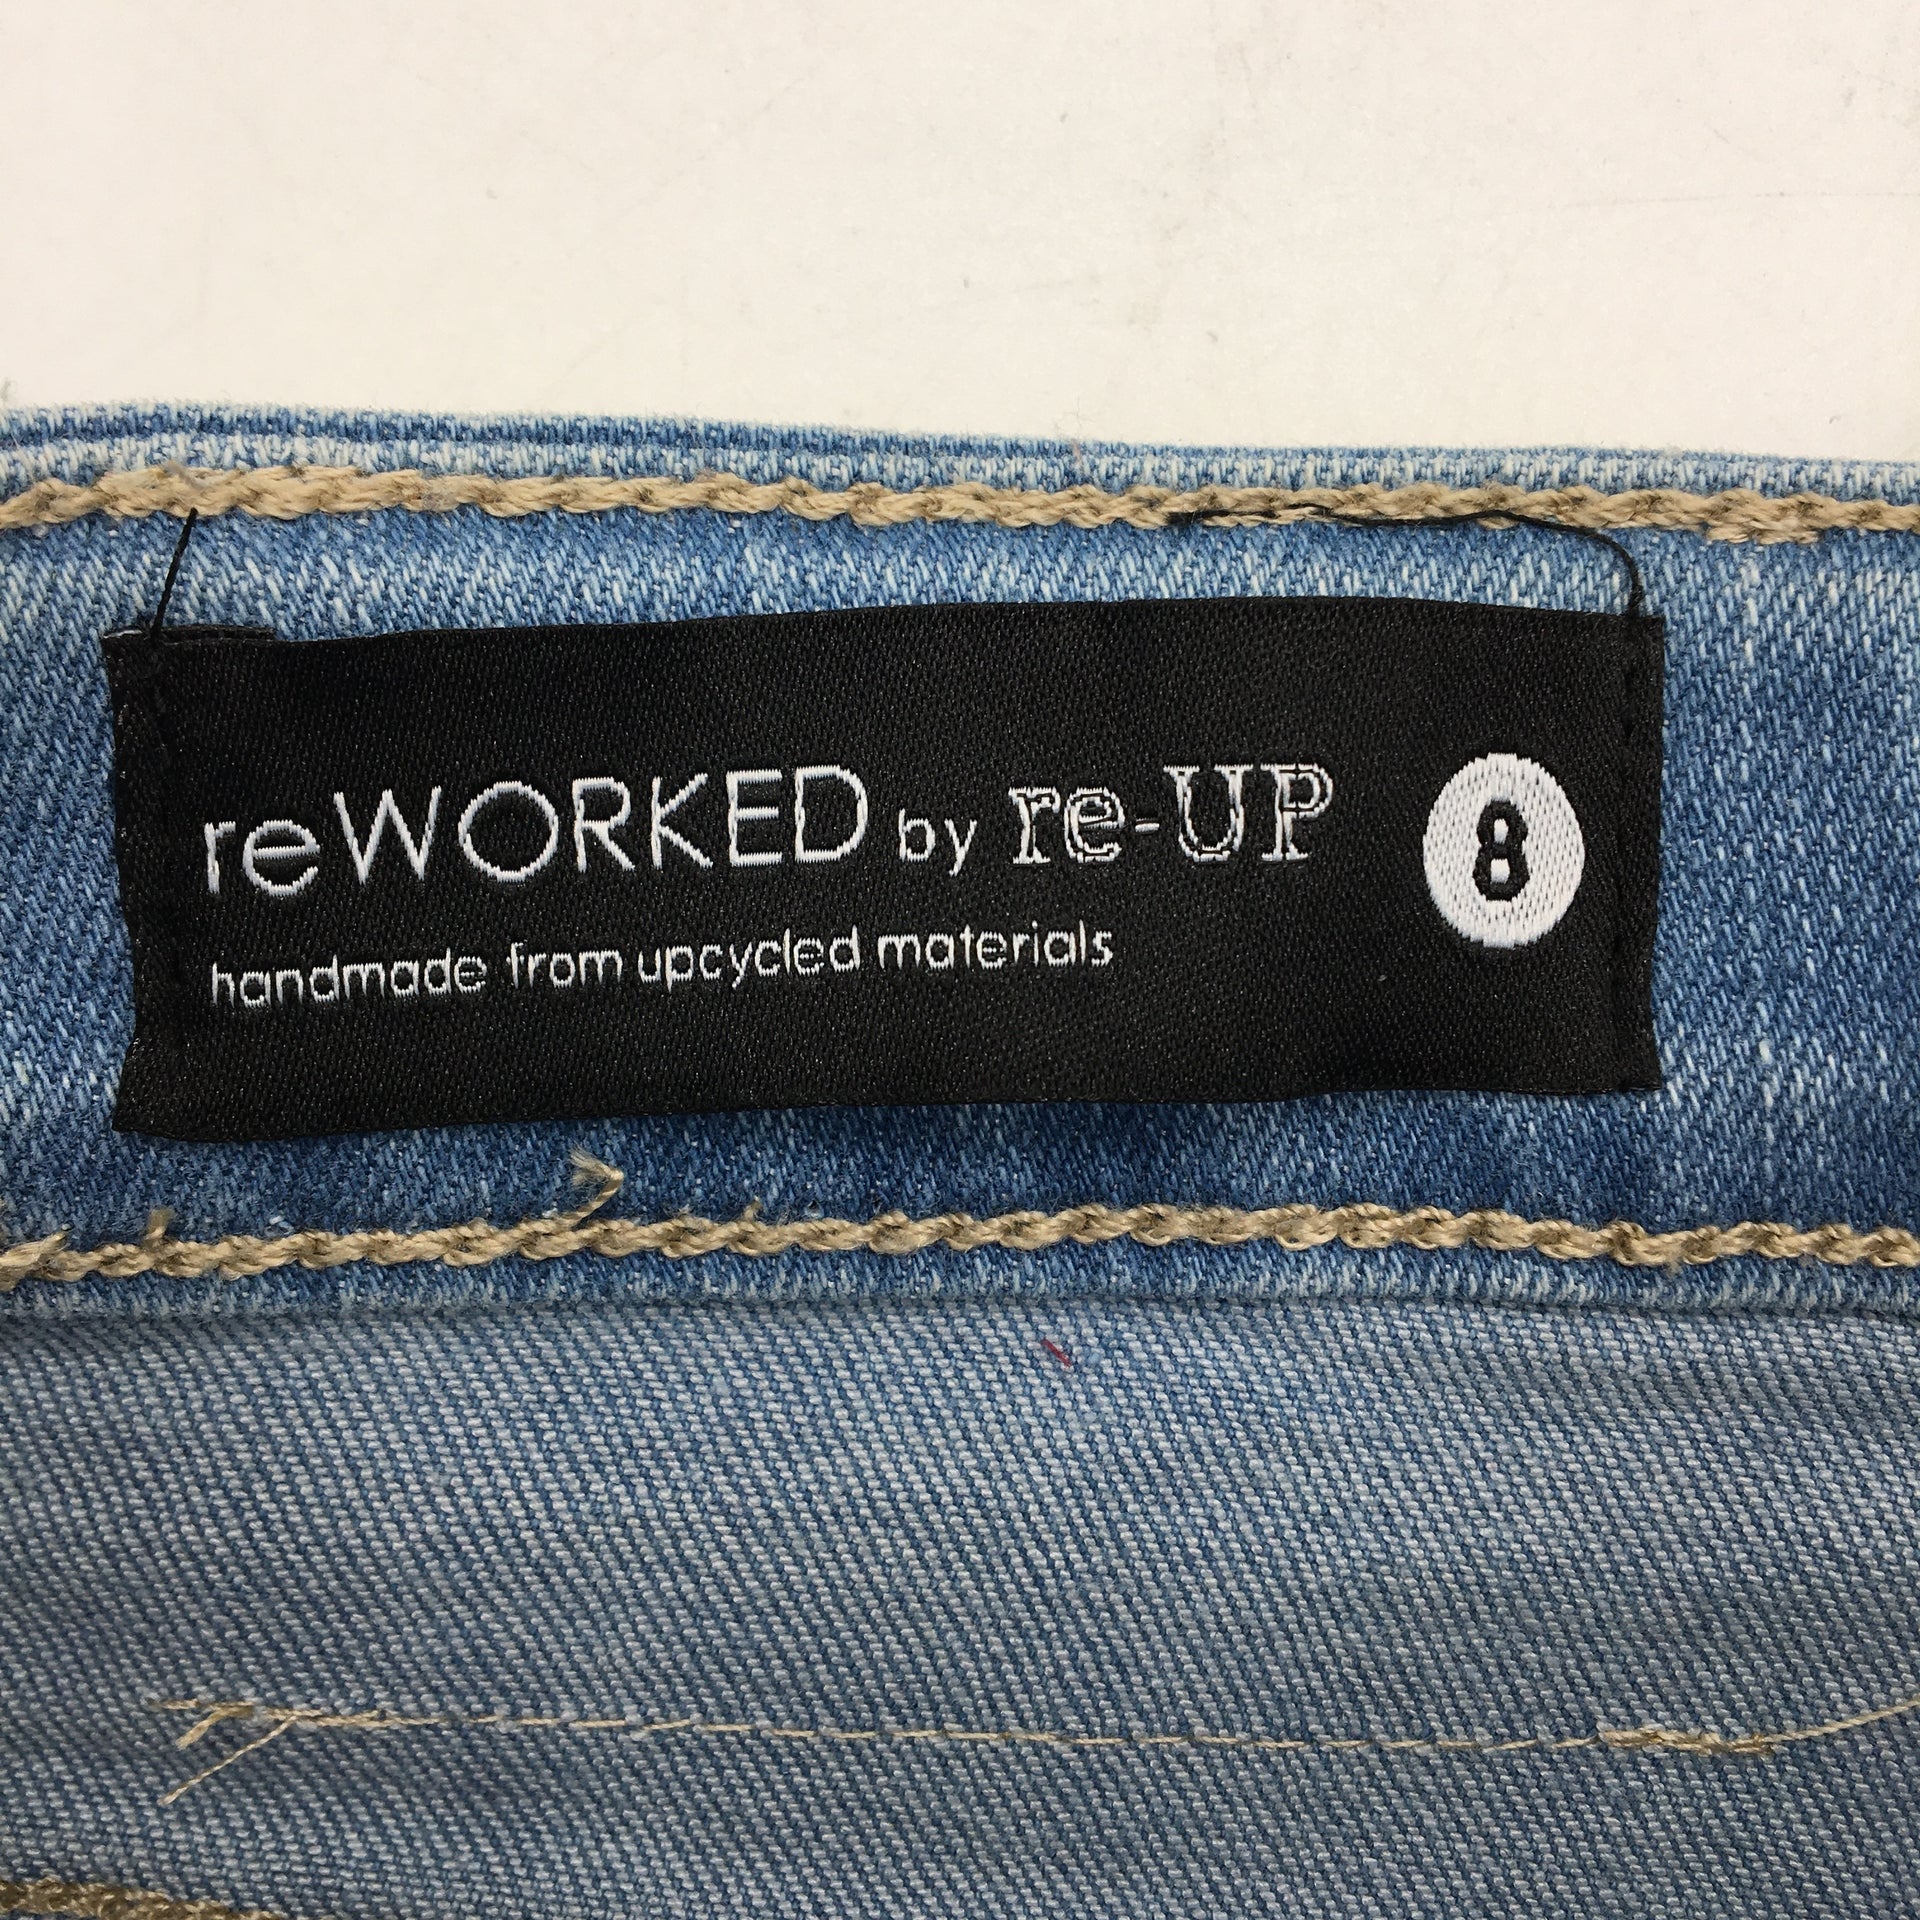 reWORKED by re-UP 8
handmade from upcycled materials